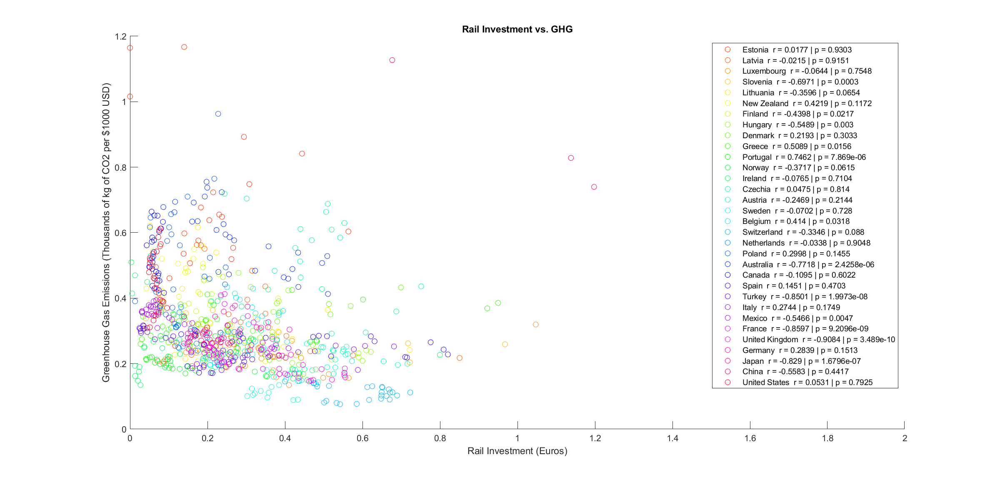 Rail Investment vs. GHG
1.2
1
0.8
0.6
0.4
0.2
0
Greenhouse Gas Emissions (Thousands of kg of CO2 per $1000 USD)
0 0.2 0.4 0.6 0.8 1 1.2 1.4 1.6 1.8 2
Rail Investment (Euros)
Estonia r = 0.0177 | p = 0.9303
Latvia r = -0.0215 | p = 0.9151
Luxembourg r = -0.0644 | p = 0.7548
Slovenia r = -0.6971 | p = 0.0003
Lithuania r = -0.3596 | p = 0.0654
New Zealand r = 0.4219 | p = 0.1172
Finland r = -0.4398 | p = 0.0217
Hungary r = -0.5489 | p = 0.003
Denmark r = 0.2193 | p = 0.3033
Greece r = 0.5089 | p = 0.0156
Portugal r = 0.7462 | p = 7.869e-06
Norway r = -0.3717 | p = 0.0615
Ireland r = -0.0765 | p = 0.7104
Czechia r = 0.0475 | p = 0.814
Austria r = -0.2469 | p = 0.2144
Sweden r = -0.0702 | p = 0.728
Belgium r = 0.414 | p = 0.0318
Switzerland r = -0.3346 | p = 0.088
Netherlands r = -0.0338 | p = 0.9048
Poland r = 0.2998 | p = 0.1455
Australia r = -0.7718 | p = 2.4258e-06
Canada r = -0.1095 | p = 0.6022
Spain r = 0.1451 | p = 0.4703
Turkey r = -0.8501 | p = 1.9973e-08
Italy r = 0.2744 | p = 0.1749
Mexico r = -0.5466 | p = 0.0047
France r = -0.8597 | p = 9.2096e-09
United Kingdom r = -0.9084 | p = 3.489e-10
Germany r = 0.2839 | p = 0.1513
Japan r = -0.829 | p = 1.6796e-07
China r = -0.5583 | p = 0.4417
United States r = 0.0531 | p = 0.7925